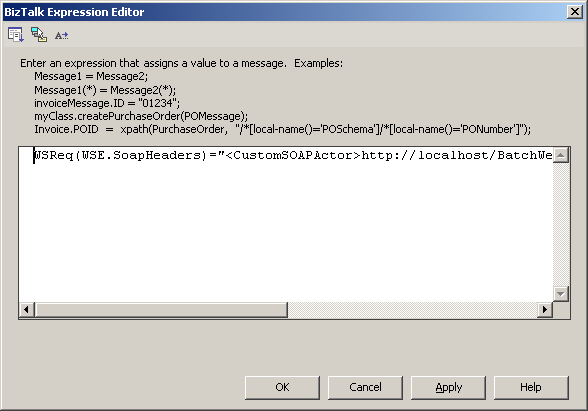 BizTalk Expression Editor
Enter an expression that assigns a value to a message. Examples:
Message1 = Message2;
Message1(*) = Message2(*);
invoiceMessage.ID = "01234";
myClass.createPurchaseOrder(POMessage);
Invoice.POID = xpath(PurchaseOrder, "/*[local-name()='POSchema']/*[local-name()='PONumber']");
WSReq(WSE.SoapHeaders)="<CustomSOAPActor>http://localhost/BatchWe
OK Cancel Apply Help